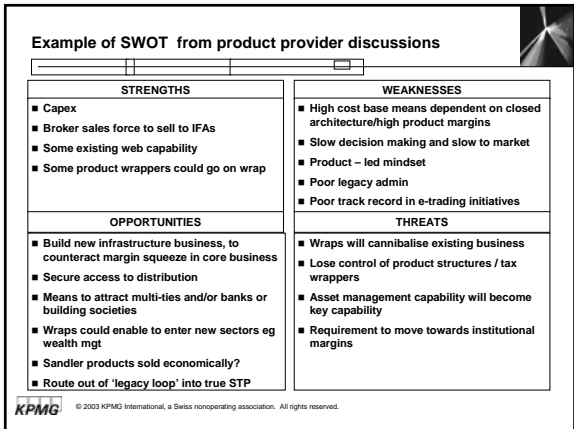 Example of SWOT from product provider discussions
STRENGTHS
■ Capex
■ Broker sales force to sell to IFAs
■ Some existing web capability
■ Some product wrappers could go on wrap
WEAKNESSES
■ High cost base means dependent on closed
architecture/high product margins
■ Slow decision making and slow to market
■ Product – led mindset
■ Poor legacy admin
■ Poor track record in e-trading initiatives
OPPORTUNITIES
■ Build new infrastructure business, to
counteract margin squeeze in core business
■ Secure access to distribution
■ Means to attract multi-ties and/or banks or
building societies
■ Wraps could enable to enter new sectors eg
wealth mgt
■ Sandler products sold economically?
■ Route out of ‘legacy loop’ into true STP
THREATS
■ Wraps will cannibalise existing business
■ Lose control of product structures / tax
wrappers
■ Asset management capability will become
key capability
■ Requirement to move towards institutional
margins
KPMG © 2003 KPMG International, a Swiss nonoperating association. All rights reserved.